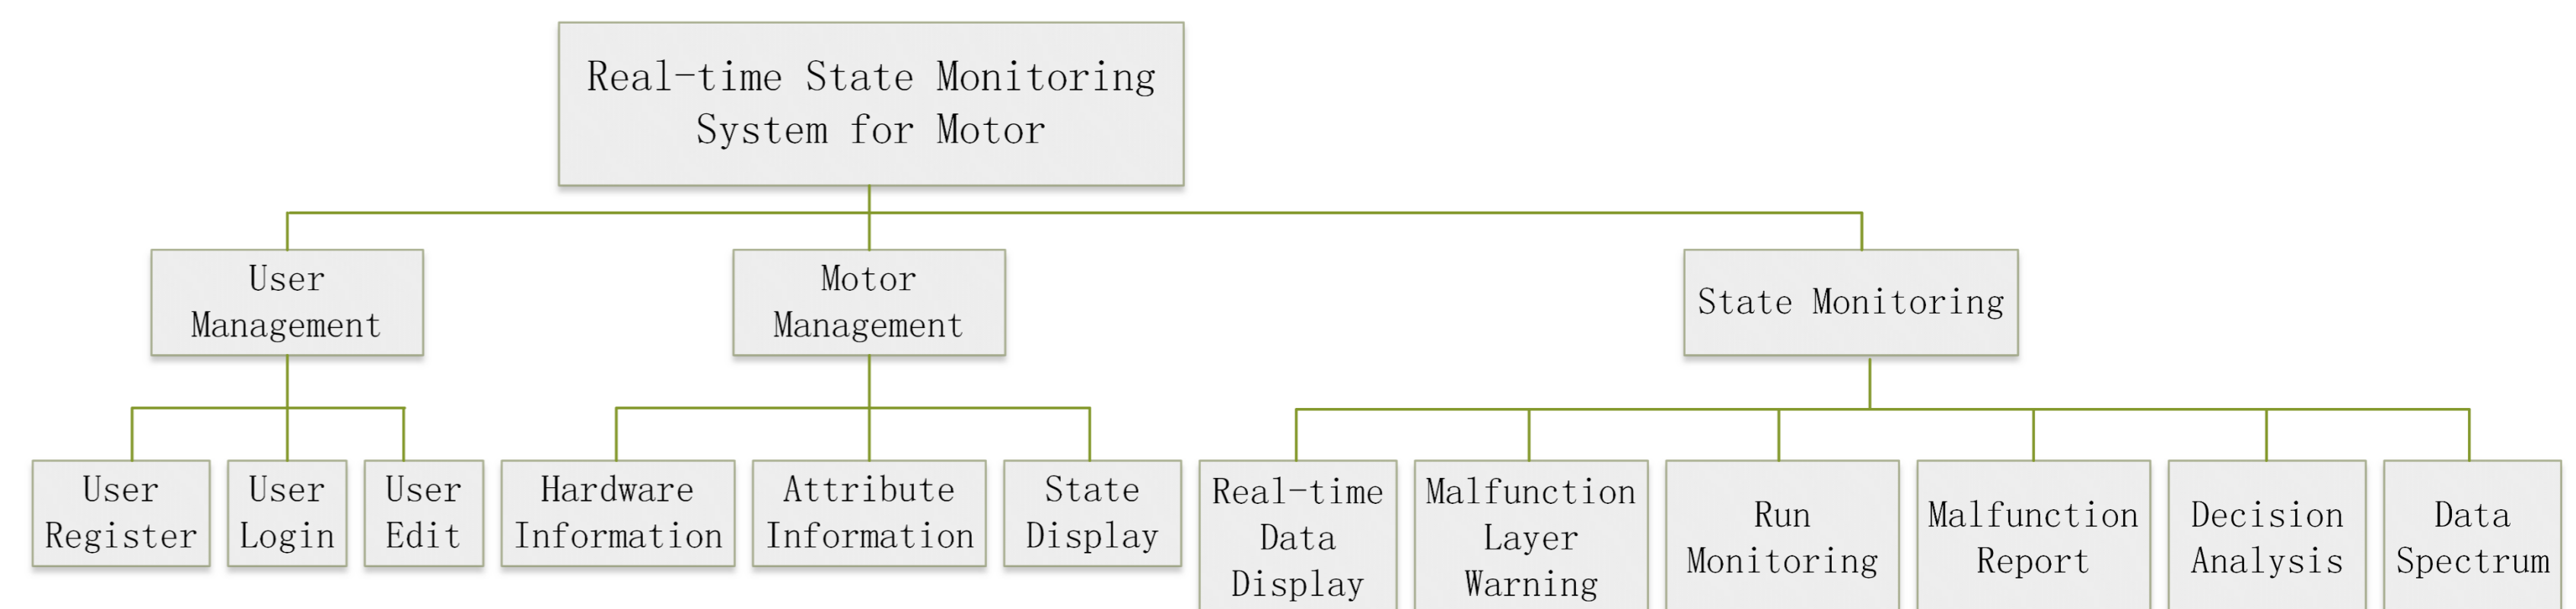 Real-time State Monitoring
System for Motor
User
Management
Motor
Management
State Monitoring
User
Register
User
Login
User
Edit
Hardware
Information
Attribute
Information
State
Display
Real-time
Data
Display
Malfunction
Layer
Warning
Run
Monitoring
Malfunction
Report
Decision
Analysis
Data
Spectrum